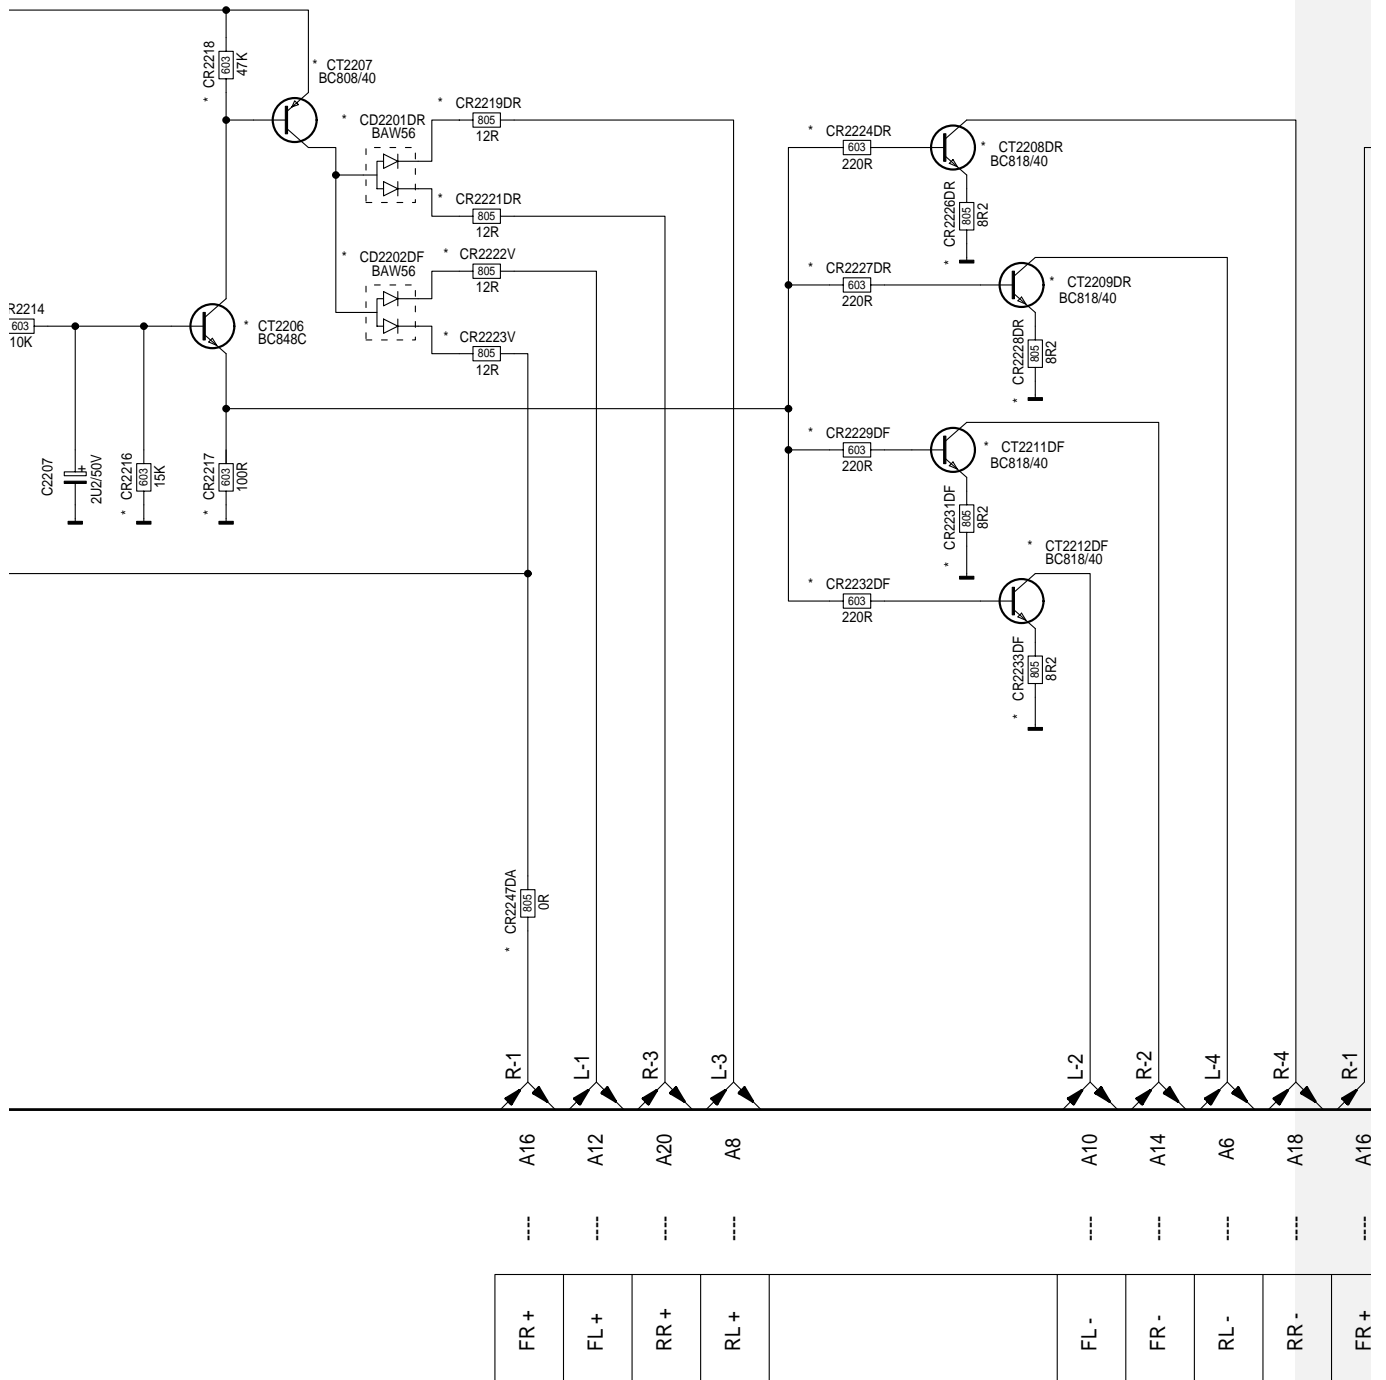 CR2218
603
47K
*
* CT2207
BC808/40
* CD2201DR
BAW56
* CR2219DR
805
12R
* CR2221DR
805
12R
* CD2202DF
BAW56
* CR2222V
805
12R
* CR2223V
805
12R
R2214
603
10K
* CT2206
BC848C
C2207
+
2U2/50V
* CR2216
603
15K
* CR2217
603
100R
* CR2224DR
603
220R
* CT2208DR
BC818/40
* CR2226DR
805
8R2
* CR2227DR
603
220R
* CT2209DR
BC818/40
* CR2228DR
805
8R2
* CR2229DF
603
220R
* CT2211DF
BC818/40
* CR2231DF
805
8R2
* CR2232DF
603
220R
* CT2212DF
BC818/40
* CR2233DF
805
8R2
* CR2247DA
805
0R
R-1
L-1
R-3
L-3
L-2
R-2
L-4
R-4
R-1
A16
A12
A20
A8
A10
A14
A6
A18
A16
----
----
----
----
----
----
----
----
----
FR +
FL +
RR +
RL +
FL -
FR -
RL -
RR -
FR +